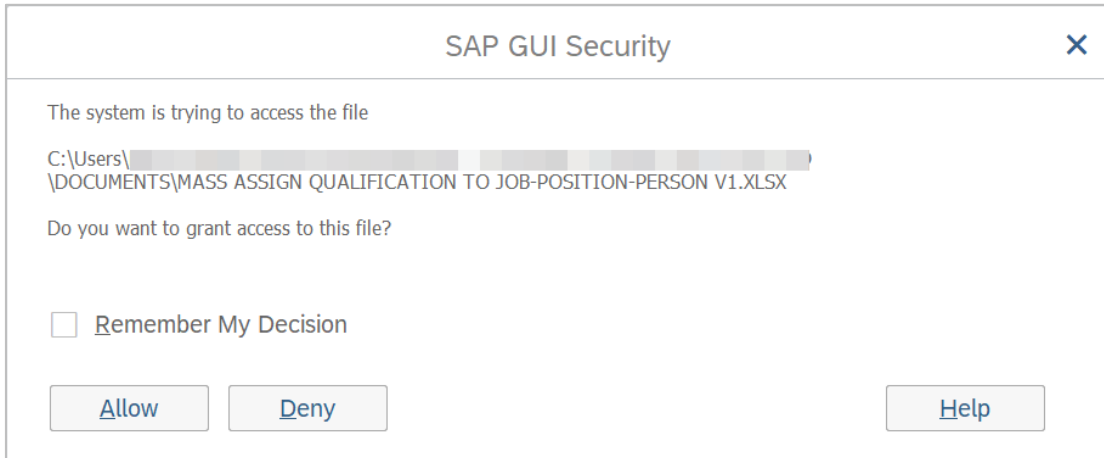 SAP GUI Security
The system is trying to access the file
C:\Users\
\DOCUMENTS\MASS ASSIGN QUALIFICATION TO JOB-POSITION-PERSON V1.XLSX
Do you want to grant access to this file?
Remember My Decision
Allow Deny Help